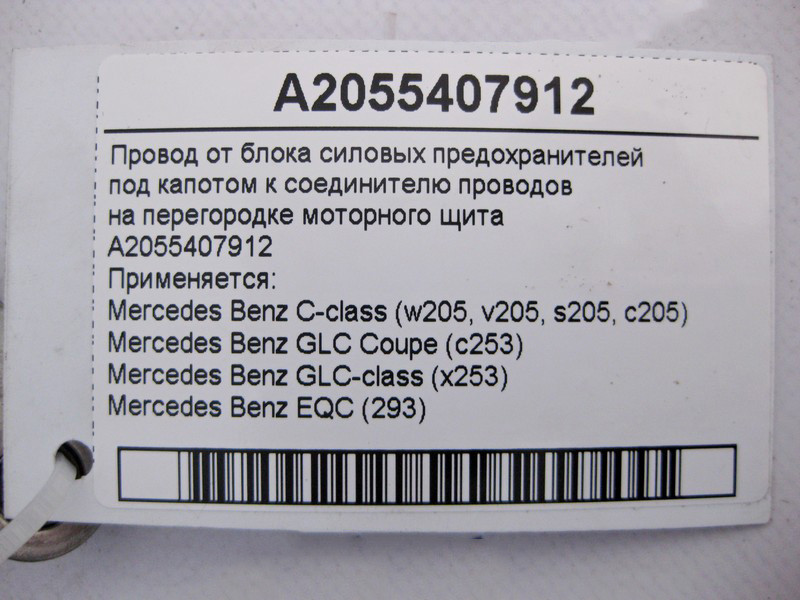 A2055407912
Провод от блока силовых предохранителей
под капотом к соединителю проводов
на перегородке моторного щита
A2055407912
Применяется:
Mercedes Benz C-class (w205, v205, s205, c205)
Mercedes Benz GLC Coupe (c253)
Mercedes Benz GLC-class (x253)
Mercedes Benz EQC (293)